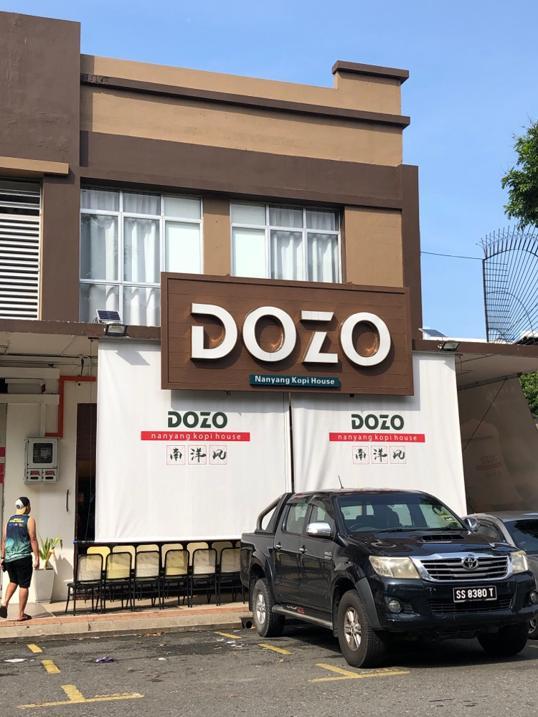 DOZO
Nanyang Kopi House
DOZO
nanyang kopi house
南洋风
DOZO
nanyang kopi house
南洋风
SS 8380 T